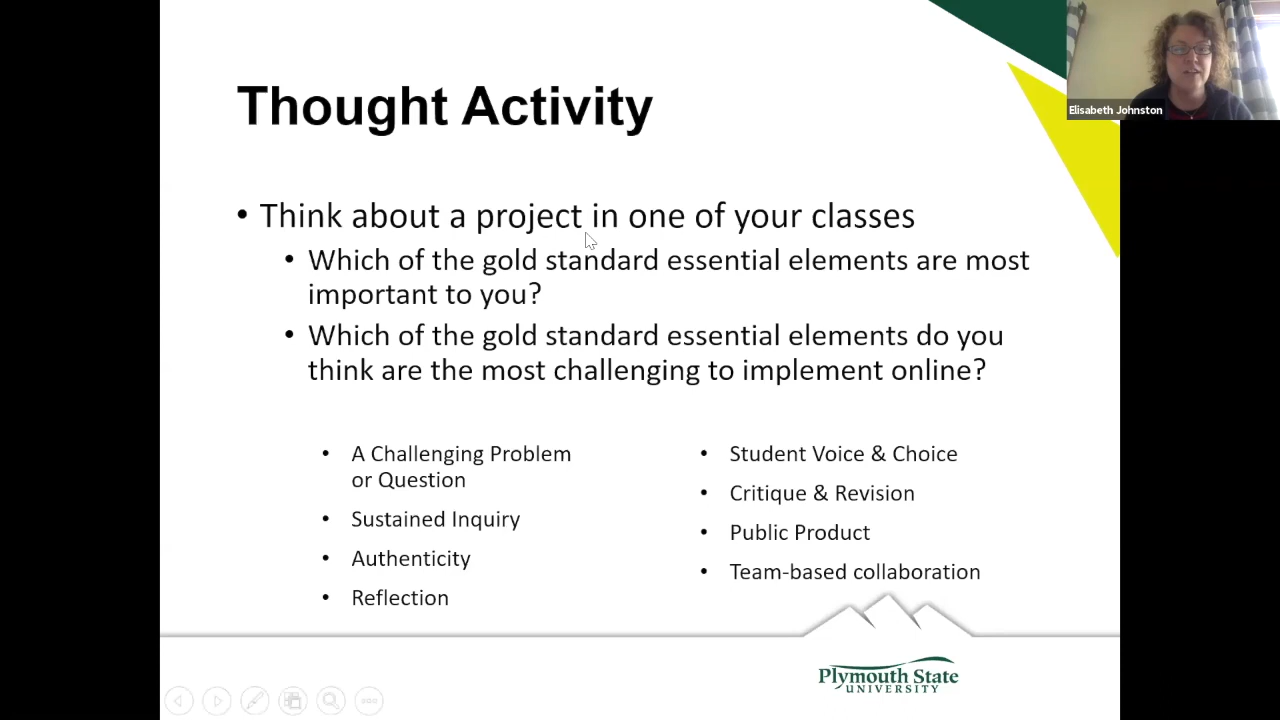 Thought Activity
Elisabeth Johnston
• Think about a project in one of your classes
• Which of the gold standard essential elements are most
important to you?
• Which of the gold standard essential elements do you
think are the most challenging to implement online?
• A Challenging Problem
or Question
• Sustained Inquiry
• Authenticity
• Reflection
• Student Voice & Choice
• Critique & Revision
• Public Product
• Team-based collaboration
Plymouth State
UNIVERSITY